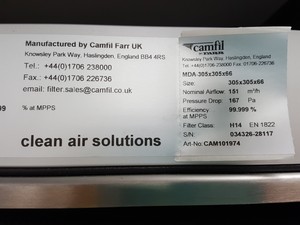 Manufactured by Camfil Farr UK
Knowsley Park Way, Haslingden, England BB4 4RS
Tel.: +44(0)1706 238000
Fax.: +44(0)1706 226736
email: filter.sales@camfil.co.uk
% at MPPS
clean air solutions
camfil
FARR
Knowsley Park Way, Haslingden, England
MDA 305x305x66
Size 305x305x66
Nominal Airflow: 151 m³/h
Pressure Drop 167 Pa
Efficiency: 99.999 %
at MPPS
Filter Class: H14 EN 1822
S/N: 034326-28117
Art-No: CAM101974